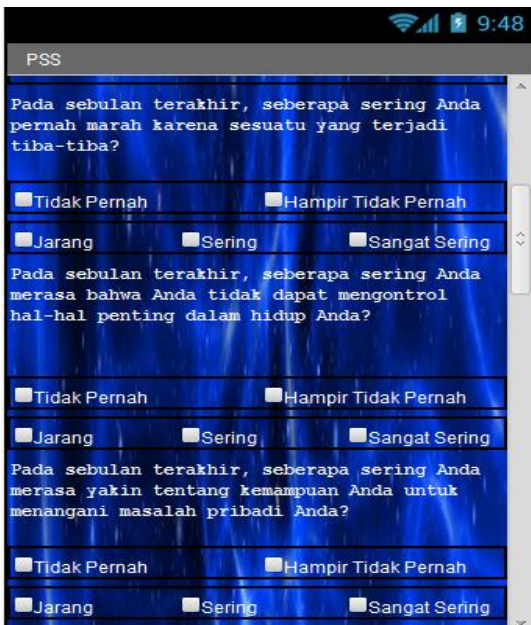 9:48
PSS
Pada sebulan terakhir, seberapa sering Anda
pernah marah karena sesuatu yang terjadi
tiba-tiba?
Tidak Pernah Hampir Tidak Pernah
Jarang Sering Sangat Sering
Pada sebulan terakhir, seberapa sering Anda
merasa bahwa Anda tidak dapat mengontrol
hal-hal penting dalam hidup Anda?
Tidak Pernah Hampir Tidak Pernah
Jarang Sering Sangat Sering
Pada sebulan terakhir, seberapa sering Anda
merasa yakin tentang kemampuan Anda untuk
menangani masalah pribadi Anda?
Tidak Pernah Hampir Tidak Pernah
Jarang Sering Sangat Sering